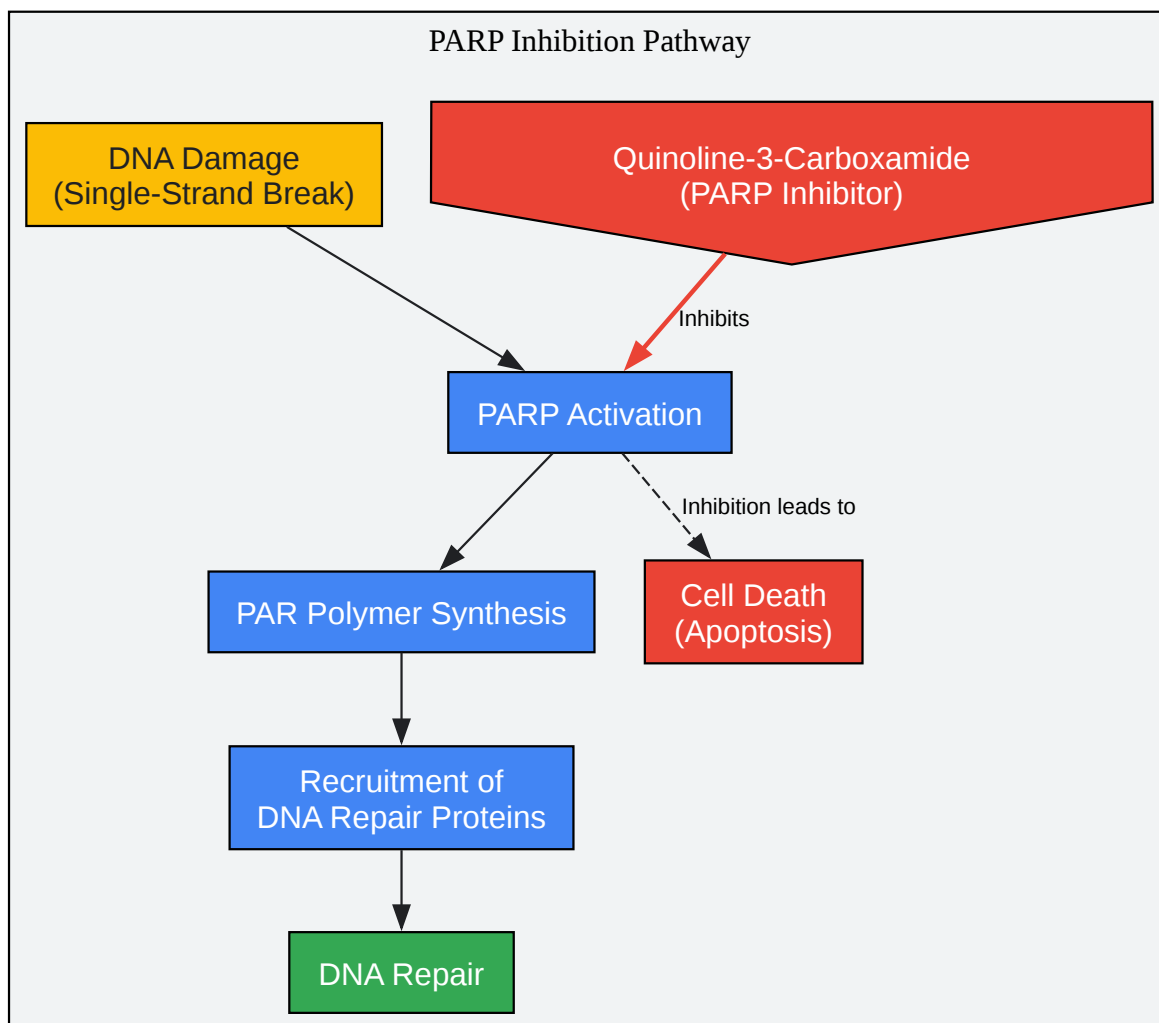 PARP Inhibition Pathway
DNA Damage
(Single-Strand Break)
Quinoline-3-Carboxamide
(PARP Inhibitor)
Inhibits
PARP Activation
Inhibition leads to
PAR Polymer Synthesis
Cell Death
(Apoptosis)
Recruitment of
DNA Repair Proteins
DNA Repair